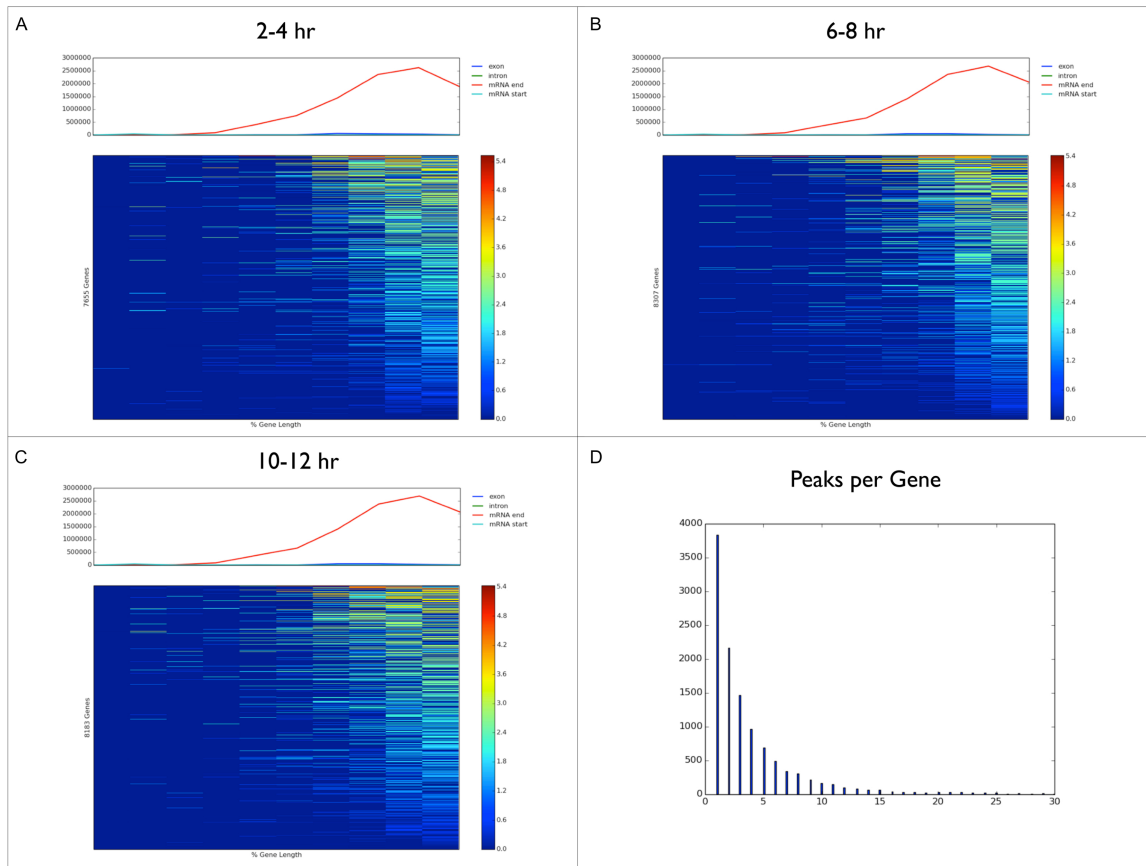 A
2-4 hr
3000000
2500000
2000000
1500000
1000000
500000
0
exon
intron
mRNA end
mRNA start
7655 Genes
% Gene Length
5.4
4.8
4.2
3.6
3.0
2.4
1.8
1.2
0.6
0.0
B
6-8 hr
3000000
2500000
2000000
1500000
1000000
500000
0
exon
intron
mRNA end
mRNA start
8307 Genes
% Gene Length
5.4
4.8
4.2
3.6
3.0
2.4
1.8
1.2
0.6
0.0
C
10-12 hr
3000000
2500000
2000000
1500000
1000000
500000
0
exon
intron
mRNA end
mRNA start
8183 Genes
% Gene Length
5.4
4.8
4.2
3.6
3.0
2.4
1.8
1.2
0.6
0.0
D
Peaks per Gene
4000
3500
3000
2500
2000
1500
1000
500
0
0 5 10 15 20 25 30